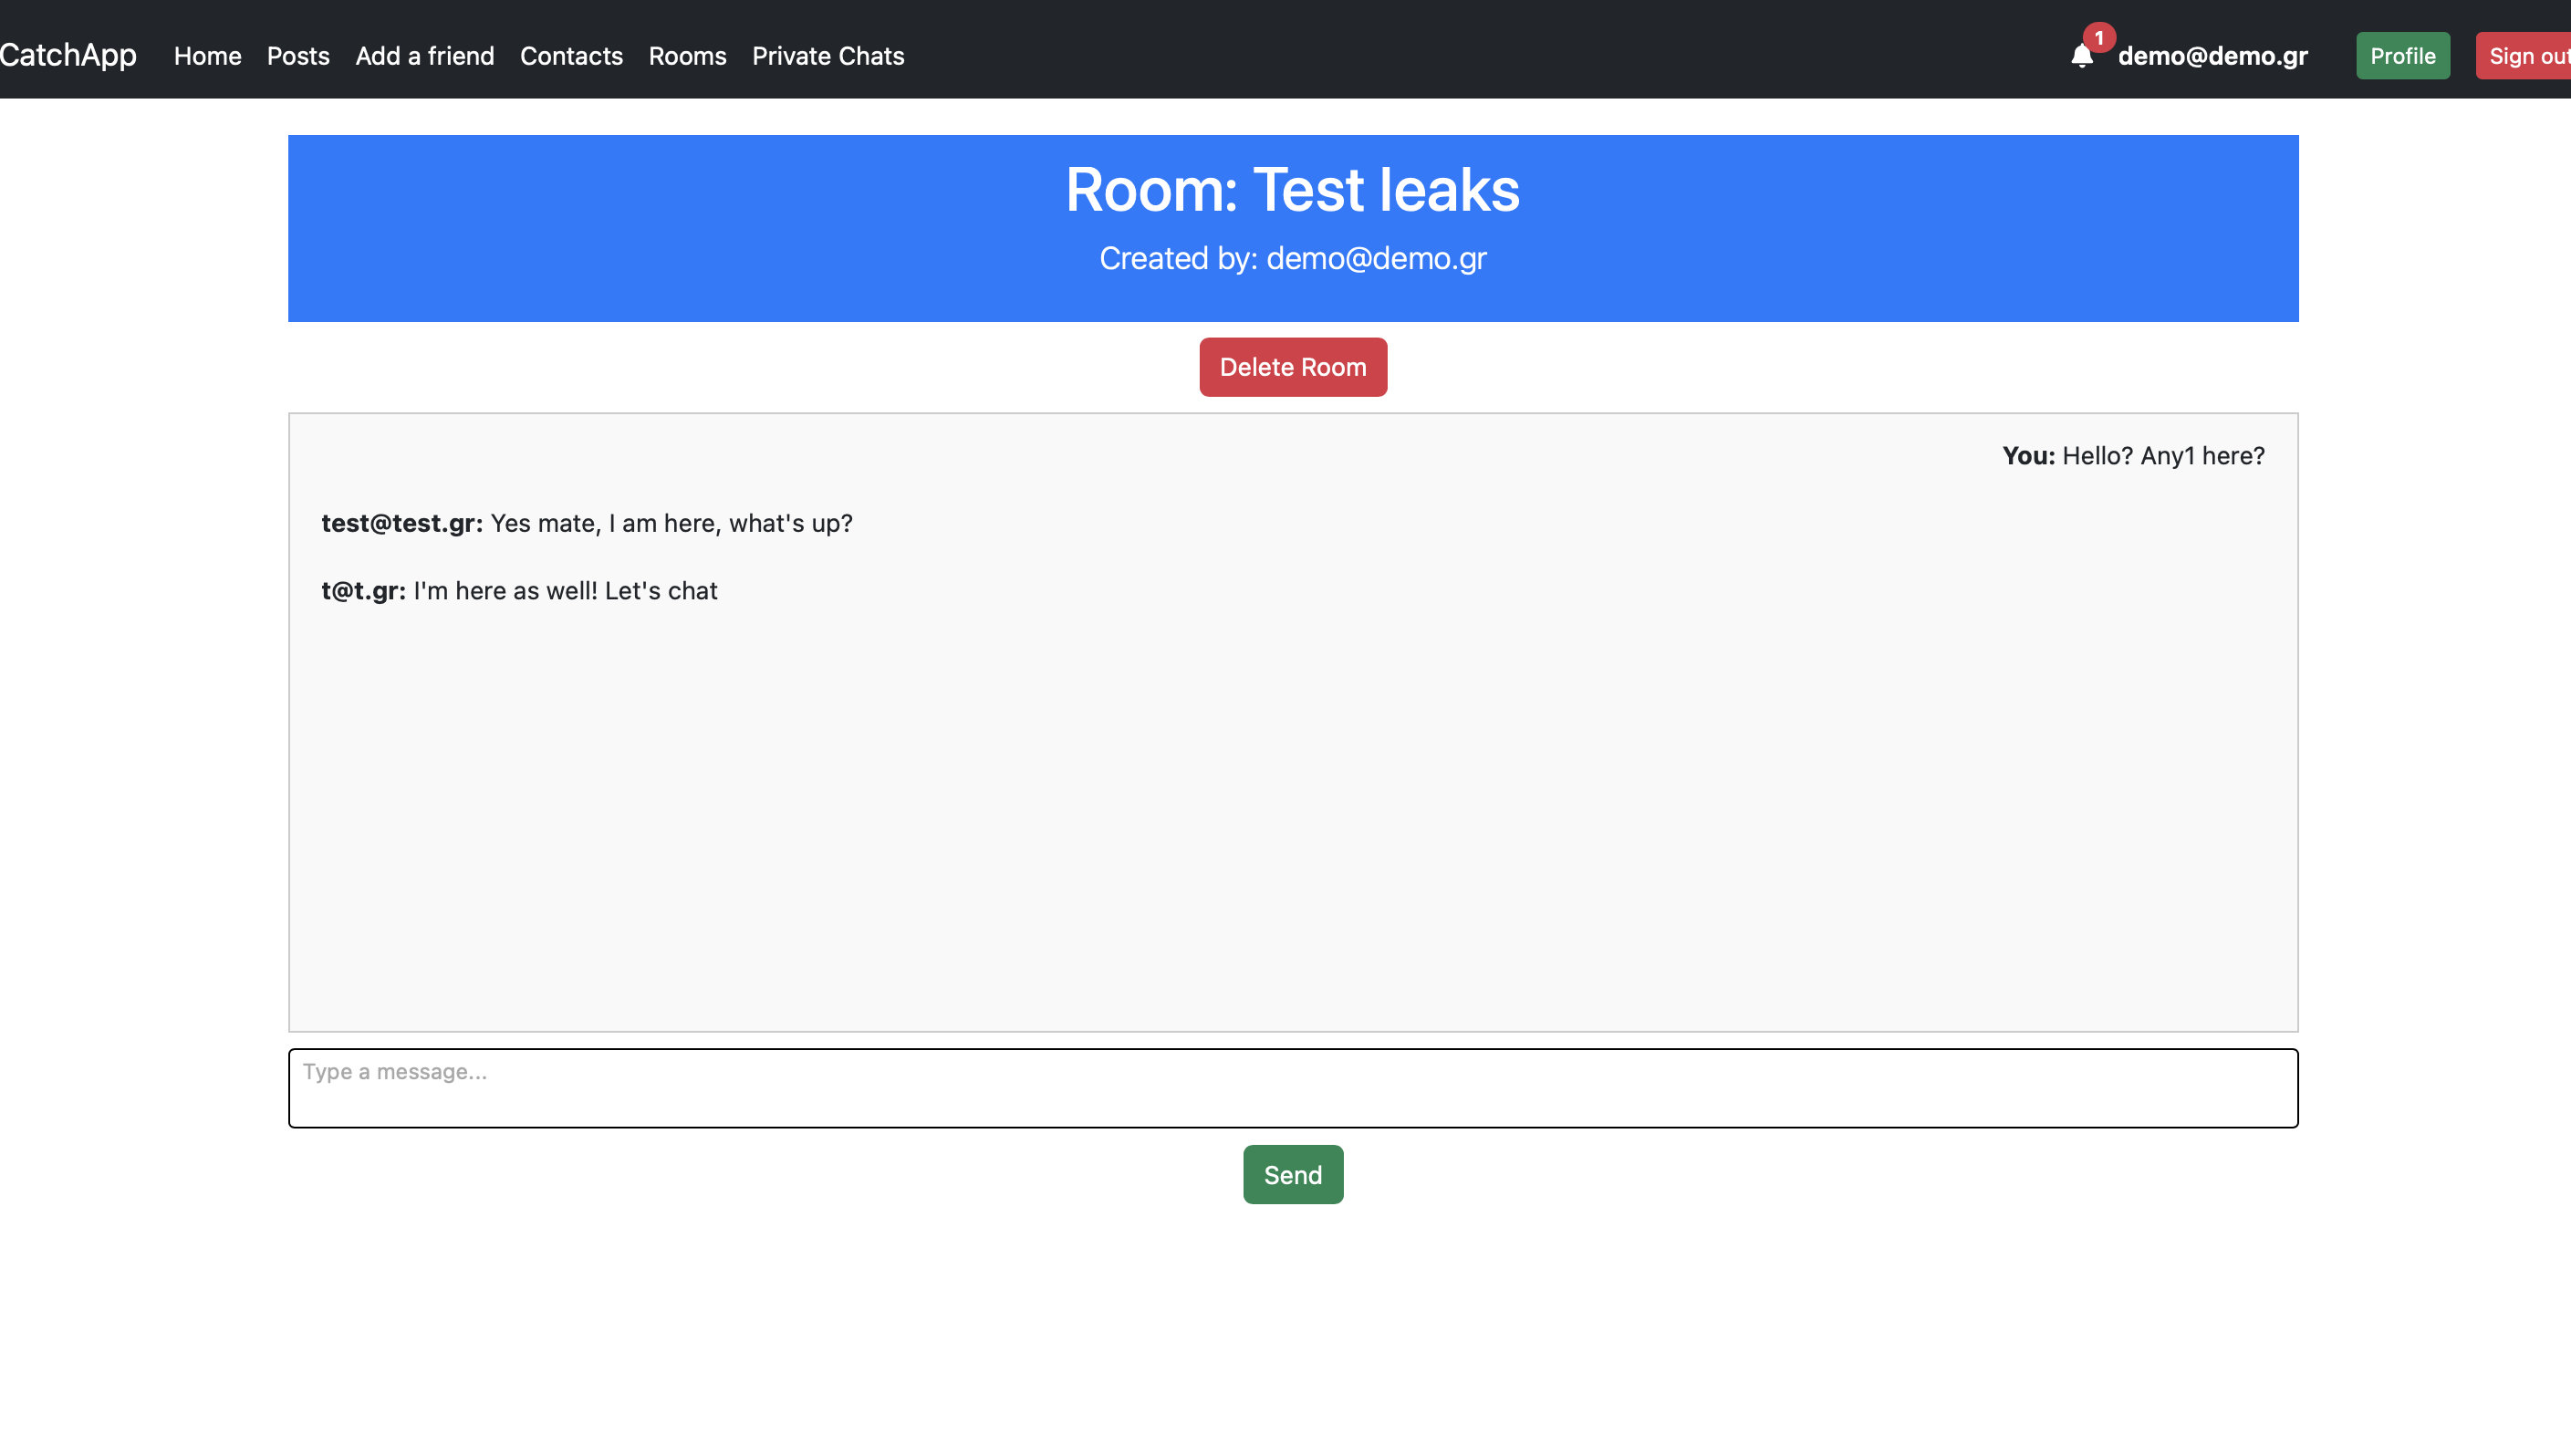 CatchApp Home Posts Add a friend Contacts Rooms Private Chats 1 demo@demo.gr Profile Sign out
Room: Test leaks
Created by: demo@demo.gr
Delete Room
You: Hello? Any1 here?
test@test.gr: Yes mate, I am here, what's up?
t@t.gr: I'm here as well! Let's chat
Type a message...
Send